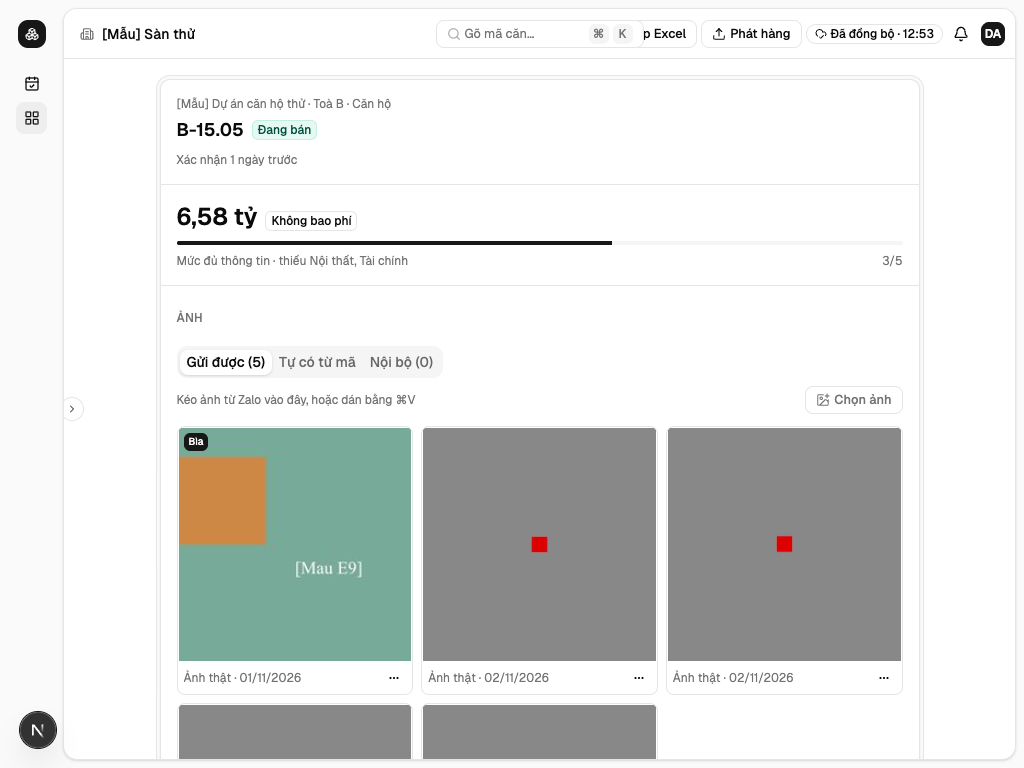 [Mẫu] Sàn thử
Gõ mã căn...
⌘ K
p Excel
Phát hàng
Đã đồng bộ · 12:53
DA
[Mẫu] Dự án căn hộ thử · Toà B · Căn hộ
B-15.05
Đang bán
Xác nhận 1 ngày trước
6,58 tỷ
Không bao phí
Mức đủ thông tin · thiếu Nội thất, Tài chính
3/5
ẢNH
Gửi được (5)
Tự có từ mã
Nội bộ (0)
Kéo ảnh từ Zalo vào đây, hoặc dán bằng ⌘V
Chọn ảnh
Bìa
[Mau E9]
Ảnh thật · 01/11/2026
Ảnh thật · 02/11/2026
Ảnh thật · 02/11/2026
N